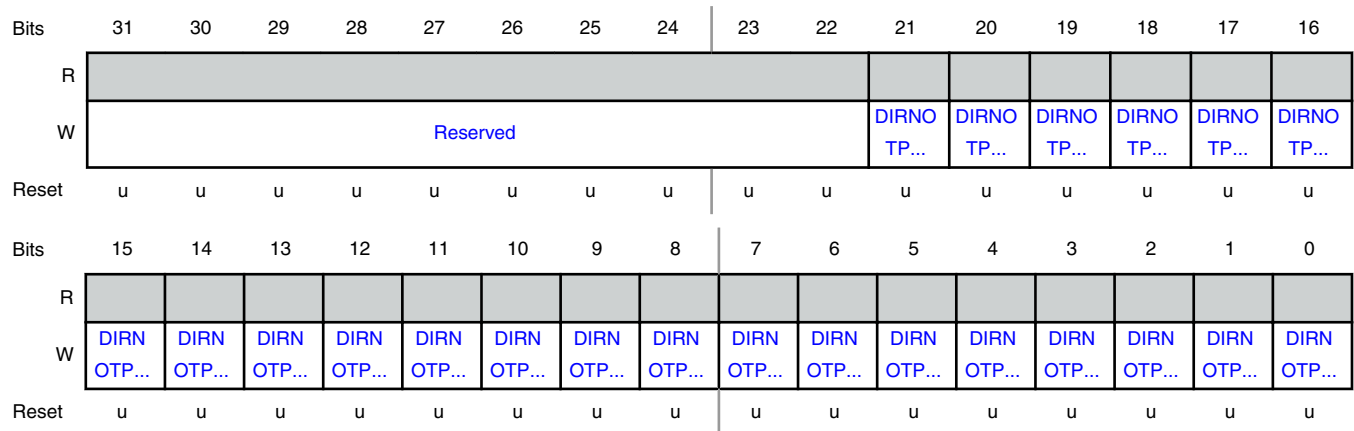 Bits 31 30 29 28 27 26 25 24 23 22 21 20 19 18 17 16
R
W Reserved DIRNO TP... DIRNO TP... DIRNO TP... DIRNO TP... DIRNO TP... DIRNO TP...
Reset u u u u u u u u u u u u u u u u
Bits 15 14 13 12 11 10 9 8 7 6 5 4 3 2 1 0
R
W DIRN OTP... DIRN OTP... DIRN OTP... DIRN OTP... DIRN OTP... DIRN OTP... DIRN OTP... DIRN OTP... DIRN OTP... DIRN OTP... DIRN OTP... DIRN OTP... DIRN OTP... DIRN OTP... DIRN OTP... DIRN OTP...
Reset u u u u u u u u u u u u u u u u